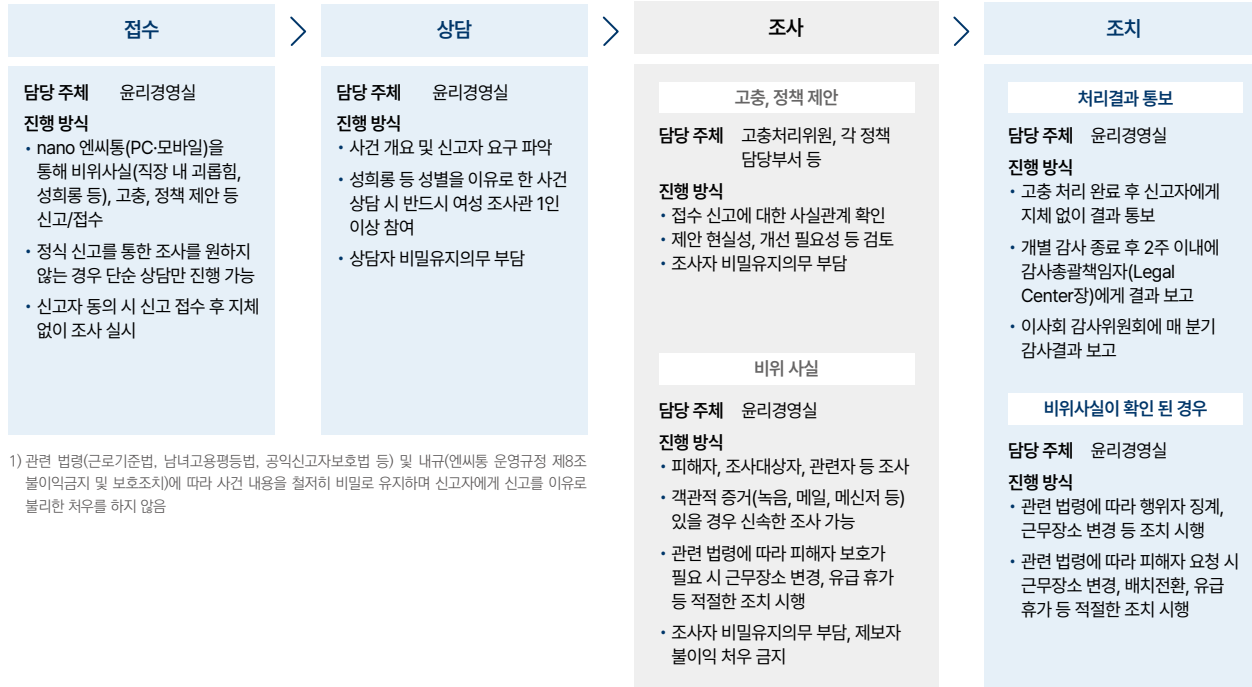 접수
담당 주체 윤리경영실
진행 방식
• nano 엔씨통(PC·모바일)을
통해 비위사실(직장 내 괴롭힘,
성희롱 등), 고충, 정책 제안 등
신고/접수
• 정식 신고를 통한 조사를 원하지
않는 경우 단순 상담만 진행 가능
• 신고자 동의 시 신고 접수 후 지체
없이 조사 실시
상담
담당 주체 윤리경영실
진행 방식
• 사건 개요 및 신고자 요구 파악
• 성희롱 등 성별을 이유로 한 사건
상담 시 반드시 여성 조사관 1인
이상 참여
• 상담자 비밀유지의무 부담
조사
고충, 정책 제안
담당 주체 고충처리위원, 각 정책
담당부서 등
진행 방식
• 접수 신고에 대한 사실관계 확인
• 제안 현실성, 개선 필요성 등 검토
• 조사자 비밀유지의무 부담
비위 사실
담당 주체 윤리경영실
진행 방식
• 피해자, 조사대상자, 관련자 등 조사
• 객관적 증거(녹음, 메일, 메신저 등)
있을 경우 신속한 조사 가능
• 관련 법령에 따라 피해자 보호가
필요 시 근무장소 변경, 유급 휴가
등 적절한 조치 시행
• 조사자 비밀유지의무 부담, 제보자
불이익 처우 금지
조치
처리결과 통보
담당 주체 윤리경영실
진행 방식
• 고충 처리 완료 후 신고자에게
지체 없이 결과 통보
• 개별 감사 종료 후 2주 이내에
감사총괄책임자(Legal
Center장)에게 결과 보고
• 이사회 감사위원회에 매 분기
감사결과 보고
비위사실이 확인 된 경우
담당 주체 윤리경영실
진행 방식
• 관련 법령에 따라 행위자 징계,
근무장소 변경 등 조치 시행
• 관련 법령에 따라 피해자 요청 시
근무장소 변경, 배치전환, 유급
휴가 등 적절한 조치 시행
1) 관련 법령(근로기준법, 남녀고용평등법, 공익신고자보호법 등) 및 내규(엔씨통 운영규정 제8조
불이익금지 및 보호조치)에 따라 사건 내용을 철저히 비밀로 유지하며 신고자에게 신고를 이유로
불리한 처우를 하지 않음